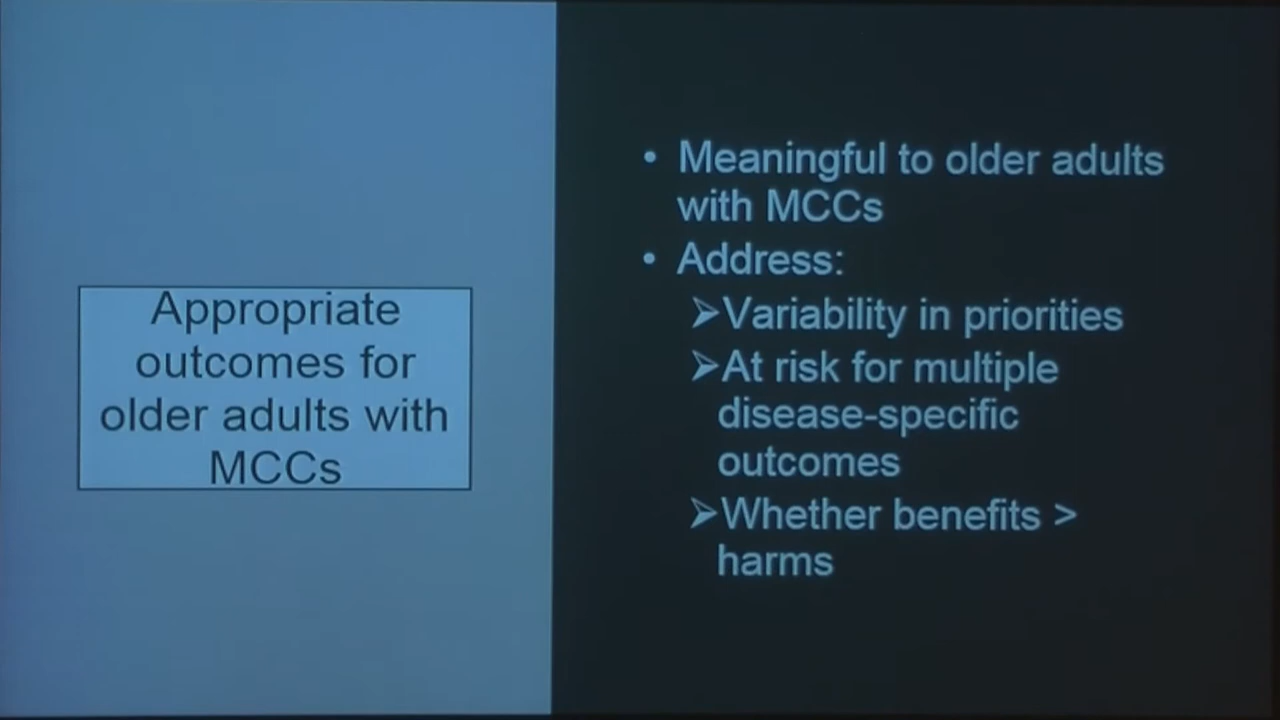 Appropriate
outcomes for
older adults with
MCCs
• Meaningful to older adults
with MCCs
• Address:
➢Variability in priorities
➢At risk for multiple
disease-specific
outcomes
➢Whether benefits >
harms